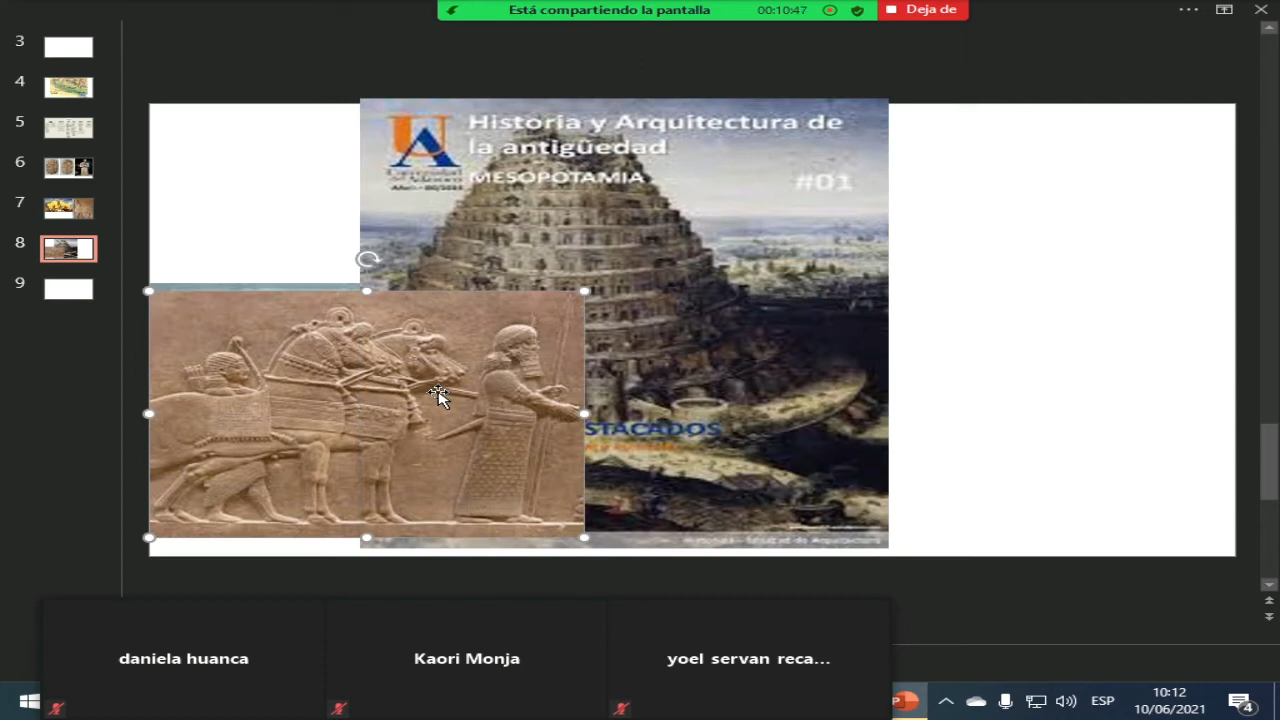 Está compartiendo la pantalla 00:10:47 Deja de
3
4
5
6
7
8
9
Historia y Arquitectura de
la antigüedad
MESOPOTAMIA
#01
STACADOS
daniela huanca
Kaori Monja
yoel servan reca...
ESP
10:12
10/06/2021
4